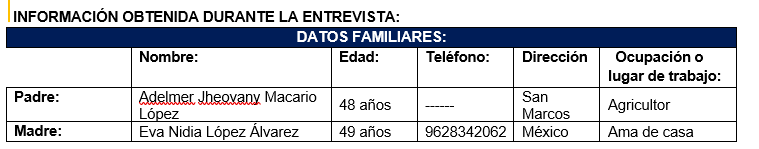 INFORMACIÓN OBTENIDA DURANTE LA ENTREVISTA:
DATOS FAMILIARES:
Nombre: Edad: Teléfono: Dirección Ocupación o
lugar de trabajo:
Padre: Adelmer Jheovany Macario
López 48 años ------ San
Marcos Agricultor
Madre: Eva Nidia López Álvarez 49 años 9628342062 México Ama de casa